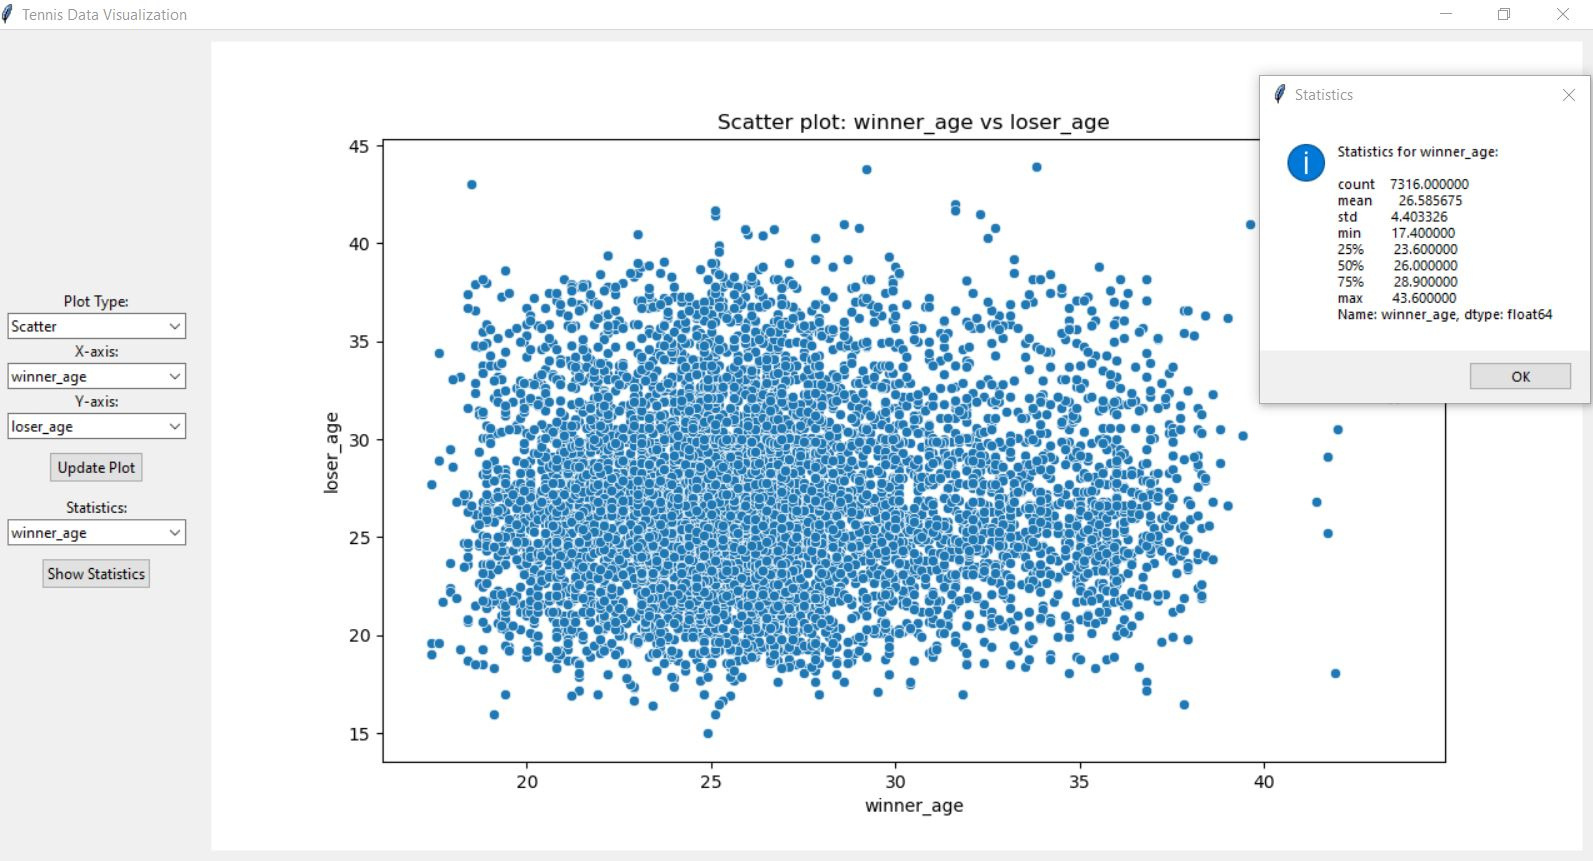 Tennis Data Visualization
Plot Type:
Scatter
X-axis:
winner_age
Y-axis:
loser_age
Update Plot
Statistics:
winner_age
Show Statistics
Scatter plot: winner_age vs loser_age
45
40
35
30
25
20
15
loser_age
20 25 30 35 40
winner_age
Statistics
Statistics for winner_age:
count 7316.000000
mean 26.585675
std 4.403326
min 17.400000
25% 23.600000
50% 26.000000
75% 28.900000
max 43.600000
Name: winner_age, dtype: float64
OK